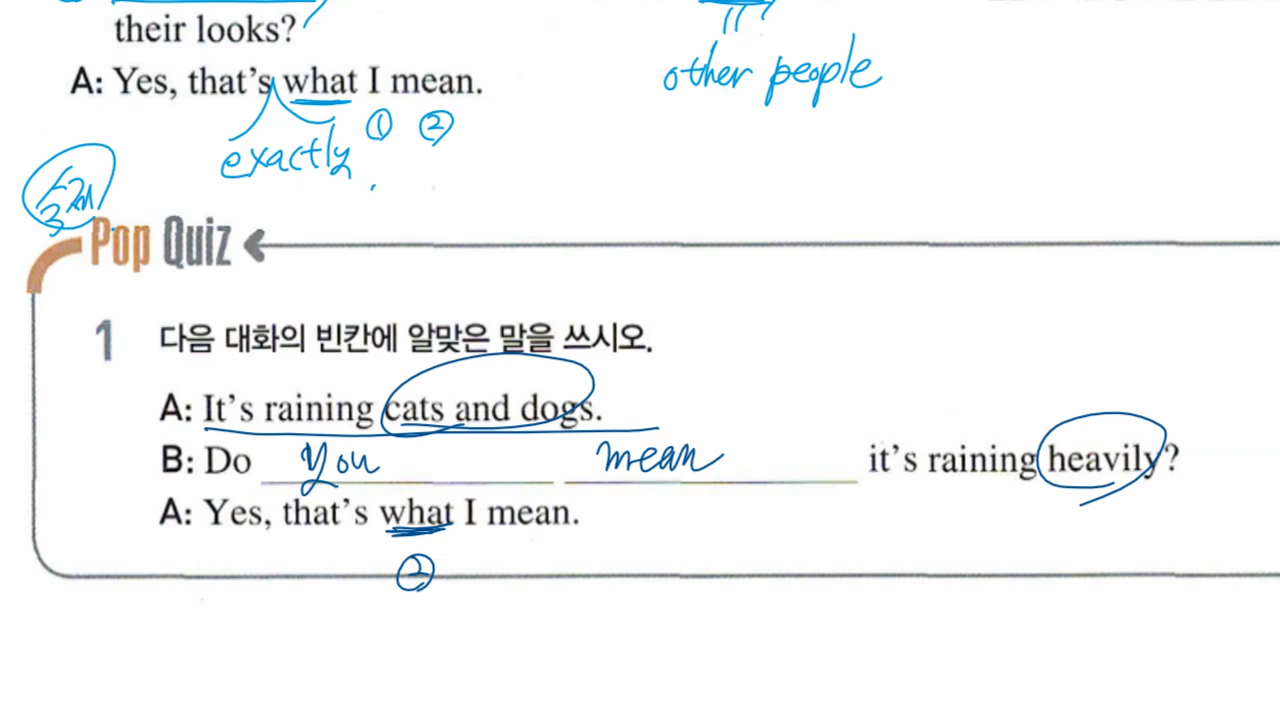 their looks?
other people
A: Yes, that's what I mean.
① ②
exactly
Pop Quiz
1 다음 대화의 빈칸에 알맞은 말을 쓰시오.
A: It's raining cats and dogs.
B: Do you mean it's raining heavily?
A: Yes, that's what I mean.
②